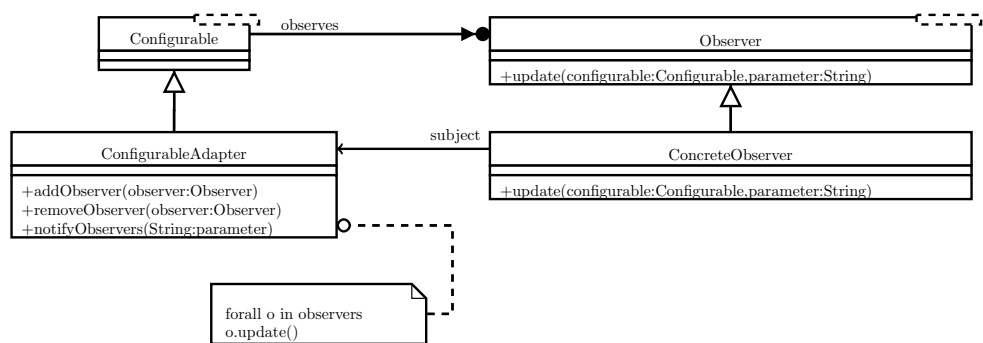 observes
Configurable
Observer
+update(configurable:Configurable,parameter:String)
subject
ConfigurableAdapter
ConcreteObserver
+addObserver(observer:Observer)
+update(configurable:Configurable,parameter:String)
+removeObserver(observer:Observer)
+notifyObservers(String:parameter)
forall o in observers
o.update()